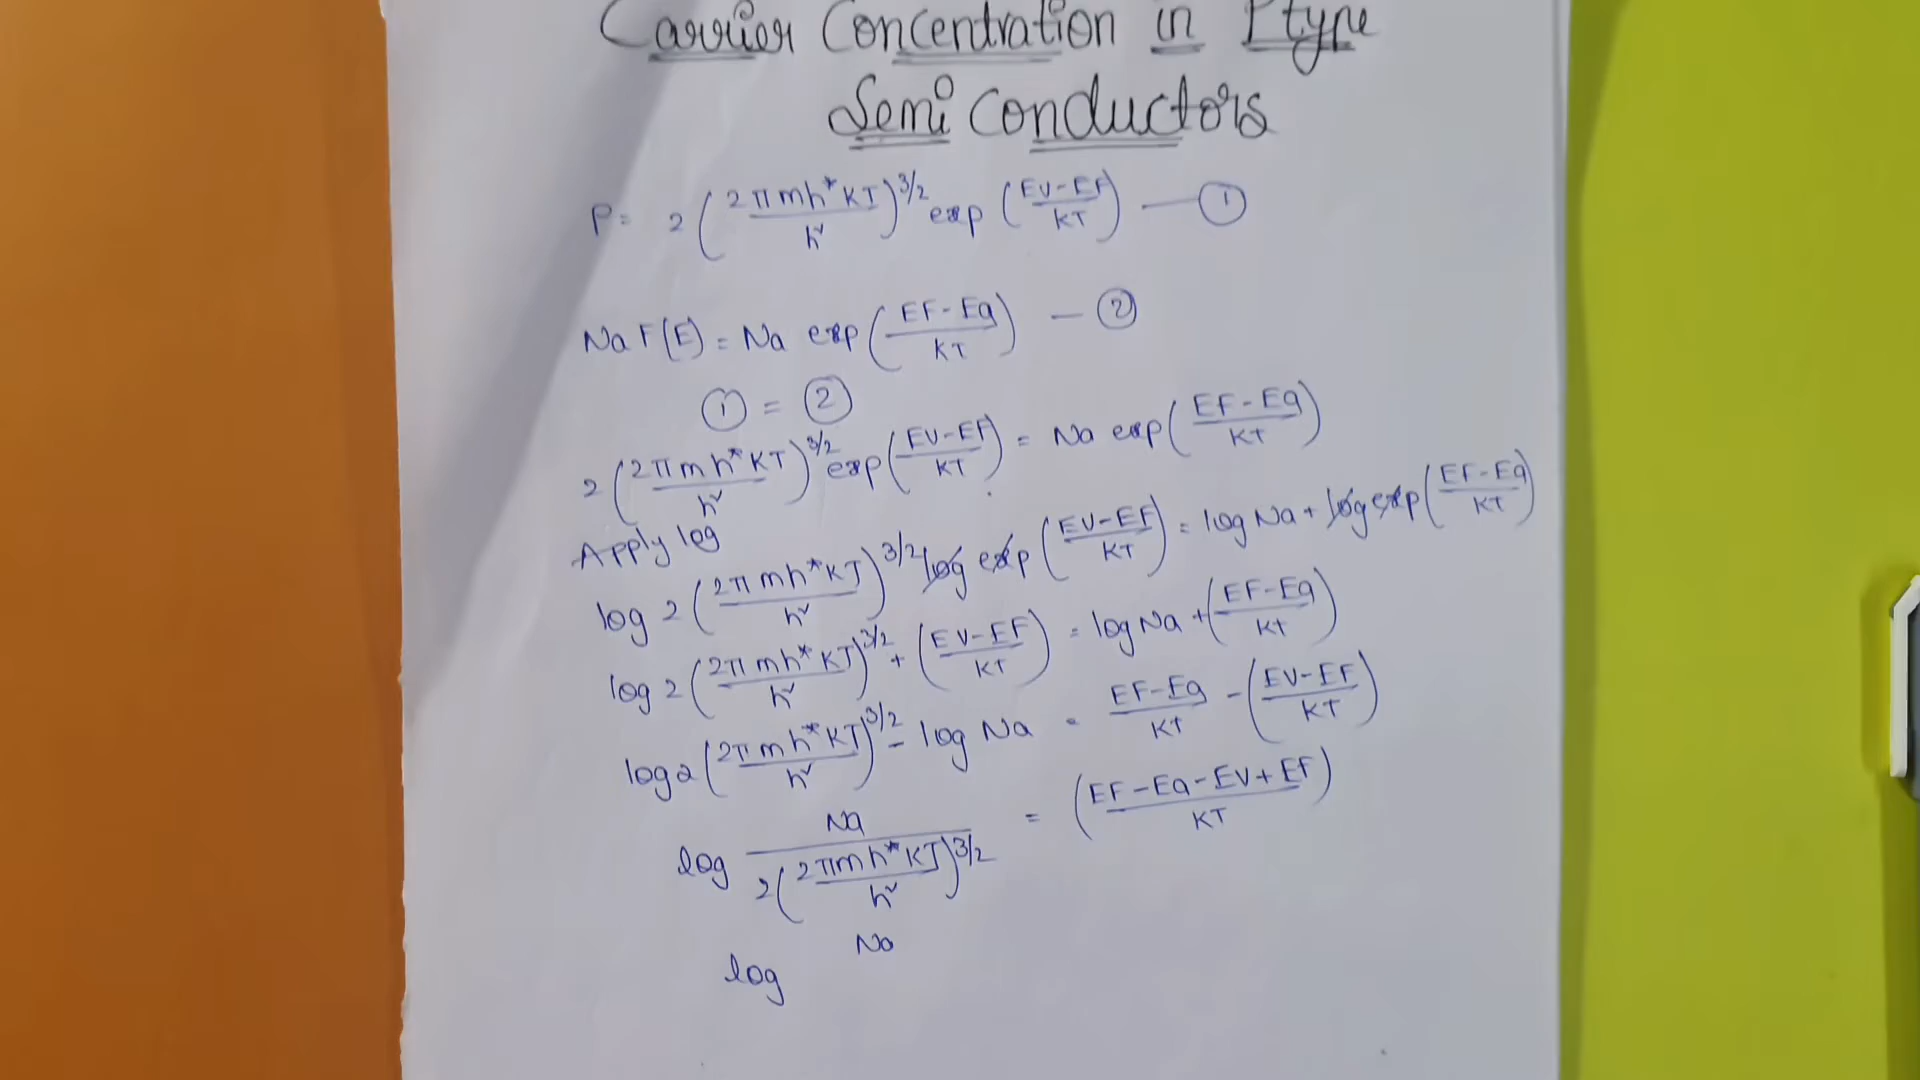 Carrier Concentration in P type
Semi Conductors
P = 2 (2πmh*KT/h²)^3/2 exp (EV-EF/KT) — ①
Na F(E) = Na exp (EF-Ea/KT) — ②
① = ②
2 (2πmh*KT/h²)^3/2 exp (EV-EF/KT) = Na exp (EF-Ea/KT)
Apply log
log 2 (2πmh*KT/h²)^3/2 log exp (EV-EF/KT) = log Na + log exp (EF-Ea/KT)
log 2 (2πmh*KT/h²)^3/2 + (EV-EF/KT) = log Na + (EF-Ea/KT)
log 2 (2πmh*KT/h²)^3/2 - log Na = EF-Ea/KT - (EV-EF/KT)
log Na/2(2πmh*KT/h²)^3/2 = (EF-Ea-EV+EF/KT)
Na
log